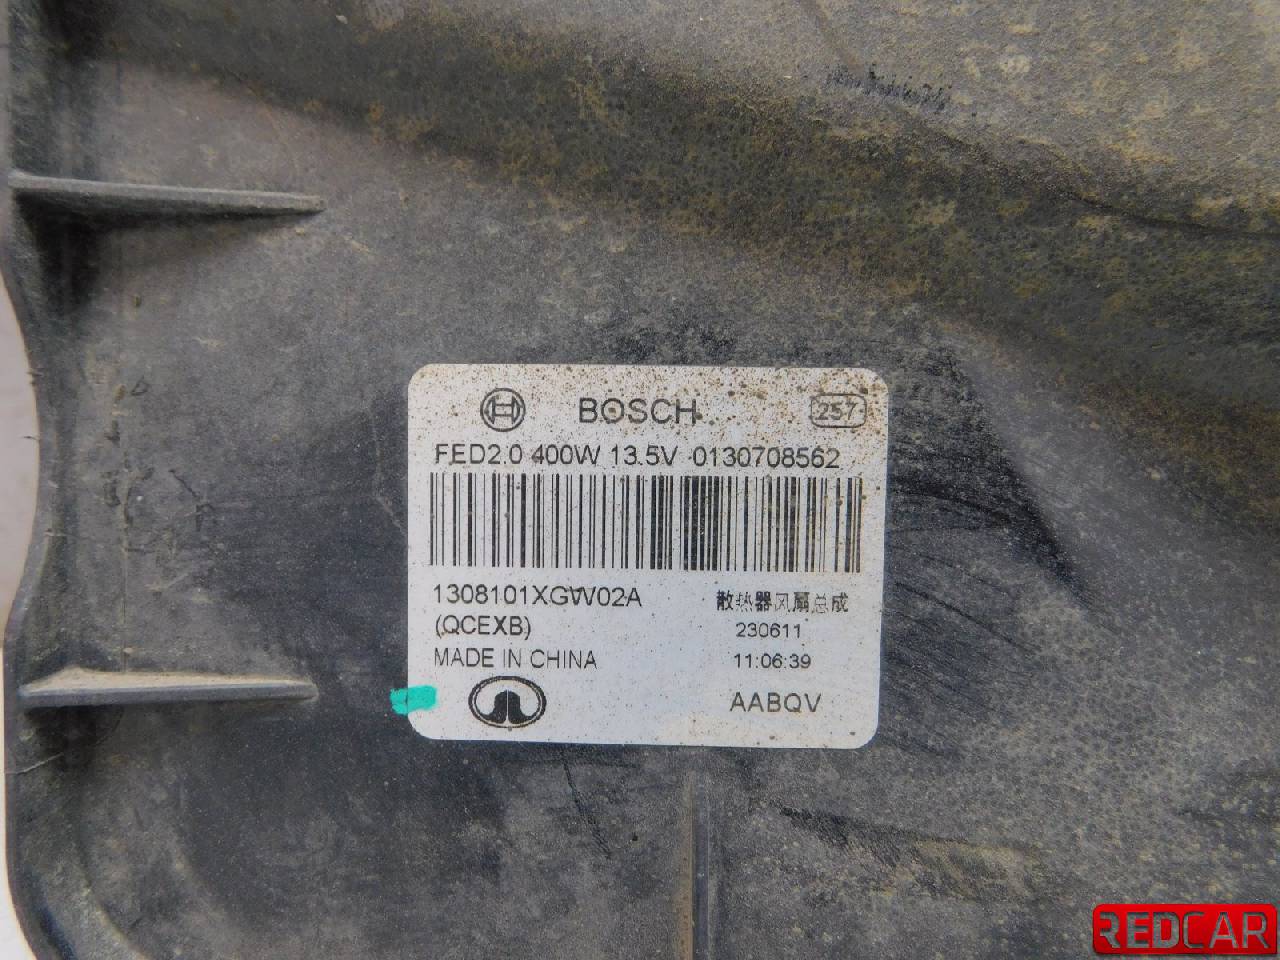 BOSCH 257
FED2.0 400W 13.5V 0130708562
1308101XGW02A 散热器风扇总成
(QCEXB) 230611
MADE IN CHINA 11:06:39
AABQV
REDCAR